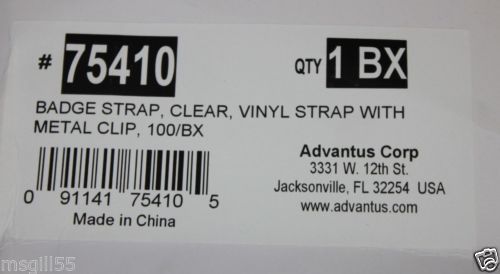 # 75410 QTY 1 BX
BADGE STRAP, CLEAR, VINYL STRAP WITH
METAL CLIP, 100/BX
Advantus Corp
3331 W. 12th St.
Jacksonville, FL 32254 USA
www.advantus.com
0 91141 75410 5
Made in China
msgill55
ebay